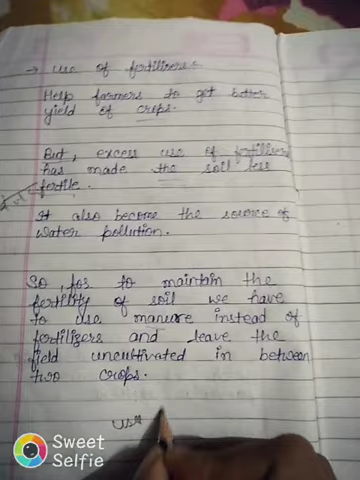 → Use of fertilizers
Help farmers to get better
yield of crops.
But, excess use of fertilizers
has made the soil less
fertile.
It also become the source of
water pollution.
So, for to maintain the
fertility of soil we have
to use manure instead of
fertilizers and leave the
field uncultivated in between
two crops.
Sweet
Selfie